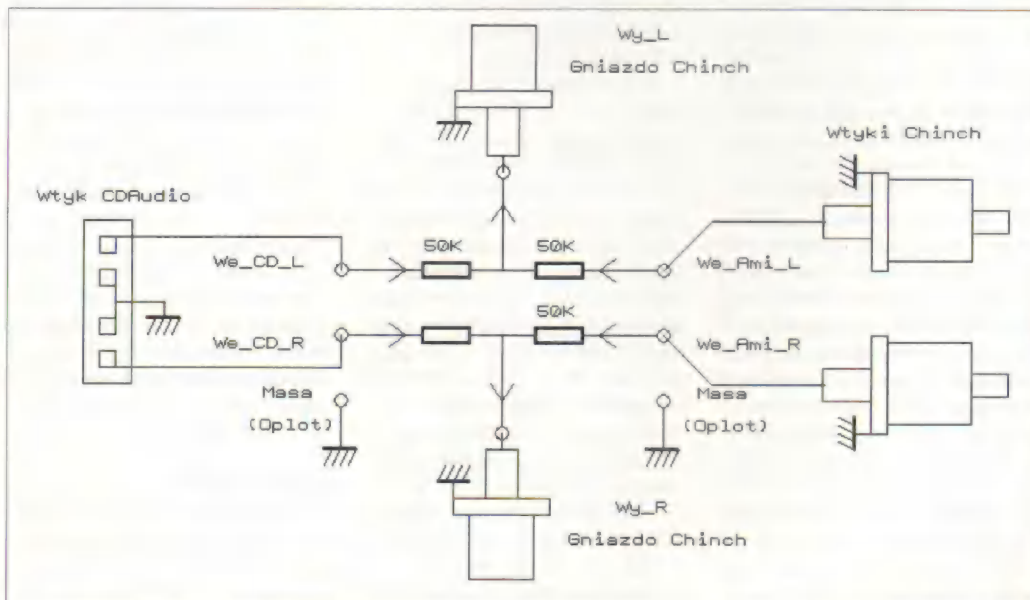 Wy_L
Gniazdo Chinch
Wtyki Chinch
Wtyk CDAudio
50K
50K
We_CD_L
We_Ami_L
50K
We_CD_R
We_Ami_R
Masa
(Oplot)
Masa
(Oplot)
Wy_R
Gniazdo Chinch